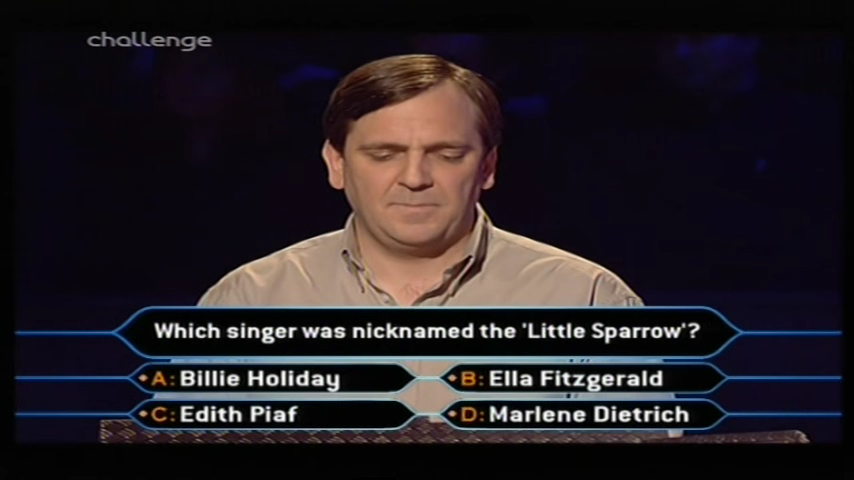 challenge
Which singer was nicknamed the 'Little Sparrow'?
A: Billie Holiday
B: Ella Fitzgerald
C: Edith Piaf
D: Marlene Dietrich